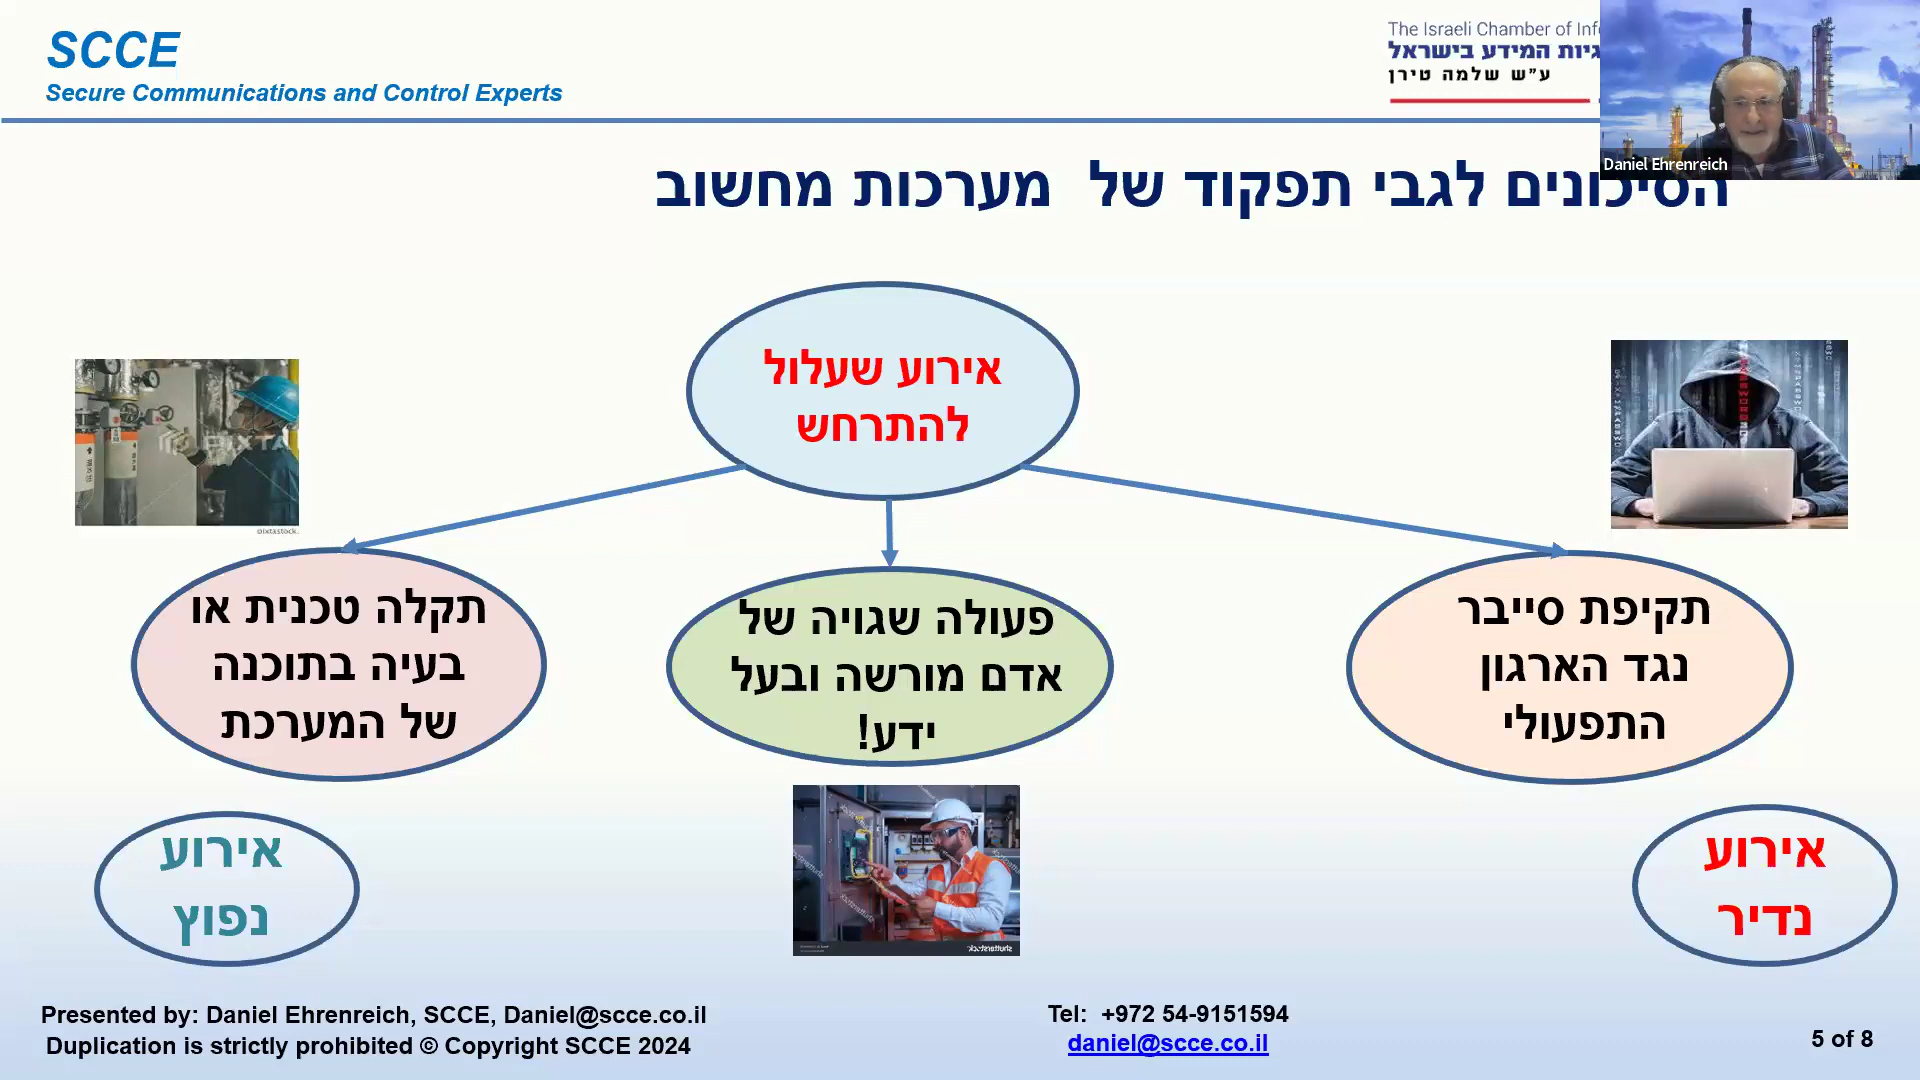 SCCE
Secure Communications and Control Experts
The Israeli Chamber of
המידע בישראל
ע"ש שלמה טירן
Daniel Ehrenreich
הסיכונים לגבי תפקוד של מערכות מחשוב
אירוע שעלול
להתרחש
תקיפת סייבר
נגד הארגון
התפעולי
פעולה שגויה של
אדם מורשה ובעל
ידע!
תקלה טכנית או
בעיה בתוכנה
של המערכת
אירוע
נדיר
אירוע
נפוץ
pixtastock.
shutterstock
Presented by: Daniel Ehrenreich, SCCE, Daniel@scce.co.il
Duplication is strictly prohibited © Copyright SCCE 2024
Tel: +972 54-9151594
daniel@scce.co.il
5 of 8